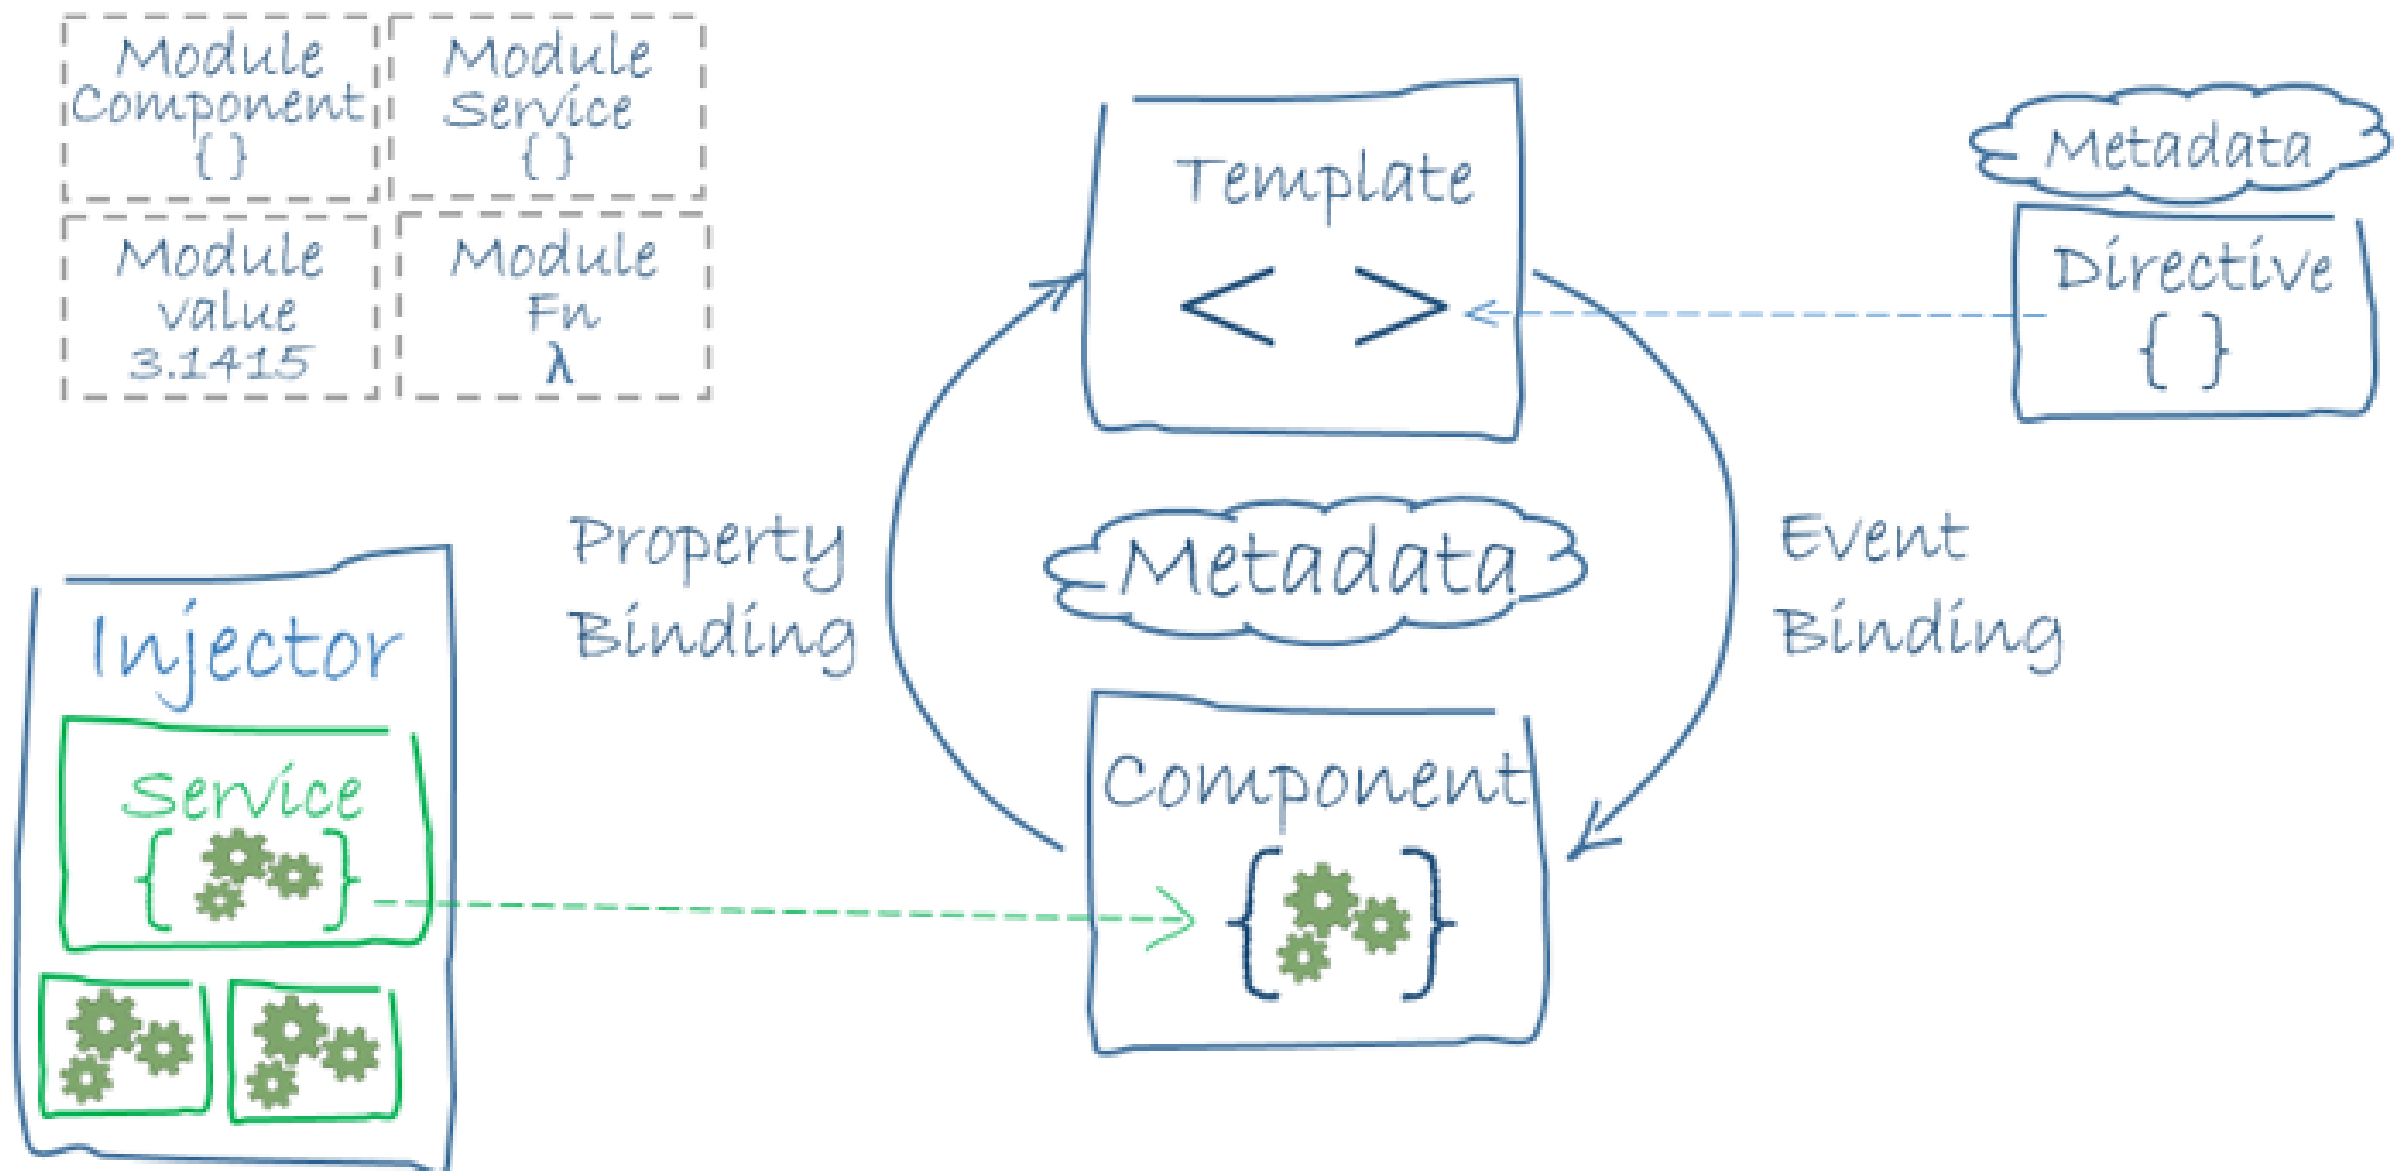 Module
Component
{ }
Module
Service
{ }
Module
value
3.1415
Module
Fn
λ
Template
< >
Metadata
Directive
{ }
Property
Binding
Metadata
Event
Binding
Injector
Service
{ }
Component
{ }